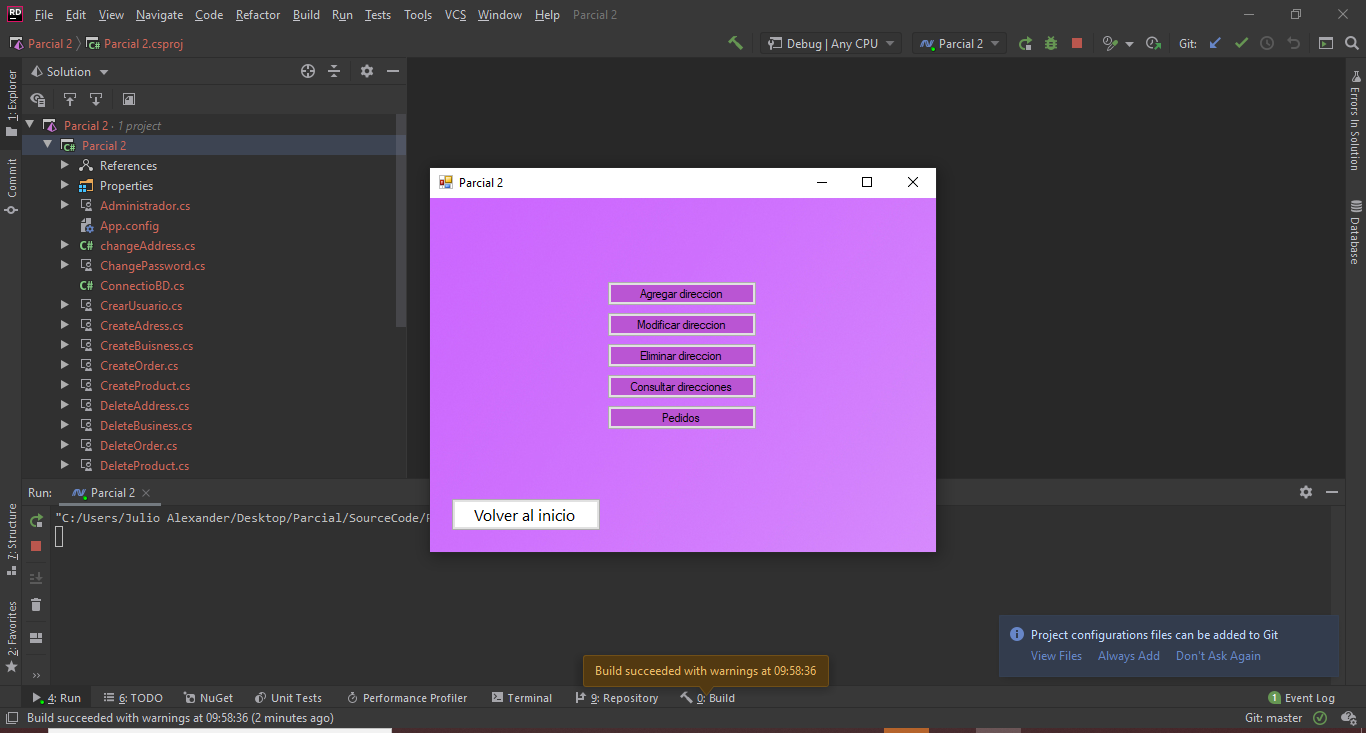 RD File Edit View Navigate Code Refactor Build Run Tests Tools VCS Window Help Parcial 2
Parcial 2 Parcial 2.csproj
Debug | Any CPU Parcial 2 Git:
Solution
1: Explorer
Commit
7: Structure
2: Favorites
Parcial 2 · 1 project
Parcial 2
References
Properties
Administrador.cs
App.config
C# changeAddress.cs
ChangePassword.cs
C# ConnectioBD.cs
CrearUsuario.cs
CreateAdress.cs
CreateBuisness.cs
CreateOrder.cs
CreateProduct.cs
DeleteAddress.cs
DeleteBusiness.cs
DeleteOrder.cs
DeleteProduct.cs
Parcial 2
Agregar direccion
Modificar direccion
Eliminar direccion
Consultar direcciones
Pedidos
Volver al inicio
Errors In Solution
Database
Run: Parcial 2
"C:/Users/Julio Alexander/Desktop/Parcial/SourceCode/
Project configurations files can be added to Git
View Files Always Add Don't Ask Again
Build succeeded with warnings at 09:58:36
4: Run 6: TODO NuGet Unit Tests Performance Profiler Terminal 9: Repository 0: Build 1 Event Log
Build succeeded with warnings at 09:58:36 (2 minutes ago) Git: master